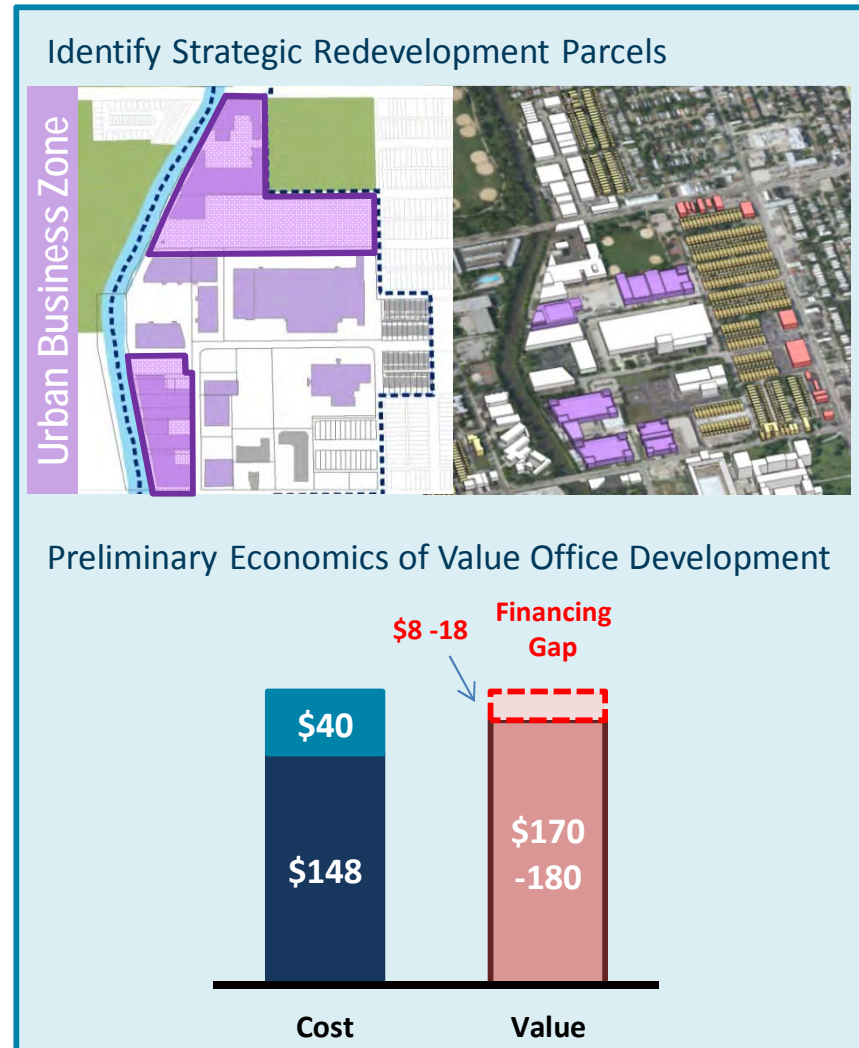 Identify Strategic Redevelopment Parcels
Urban Business Zone
Preliminary Economics of Value Office Development
$8 -18
Financing
Gap
$40
$148
$170
-180
Cost
Value